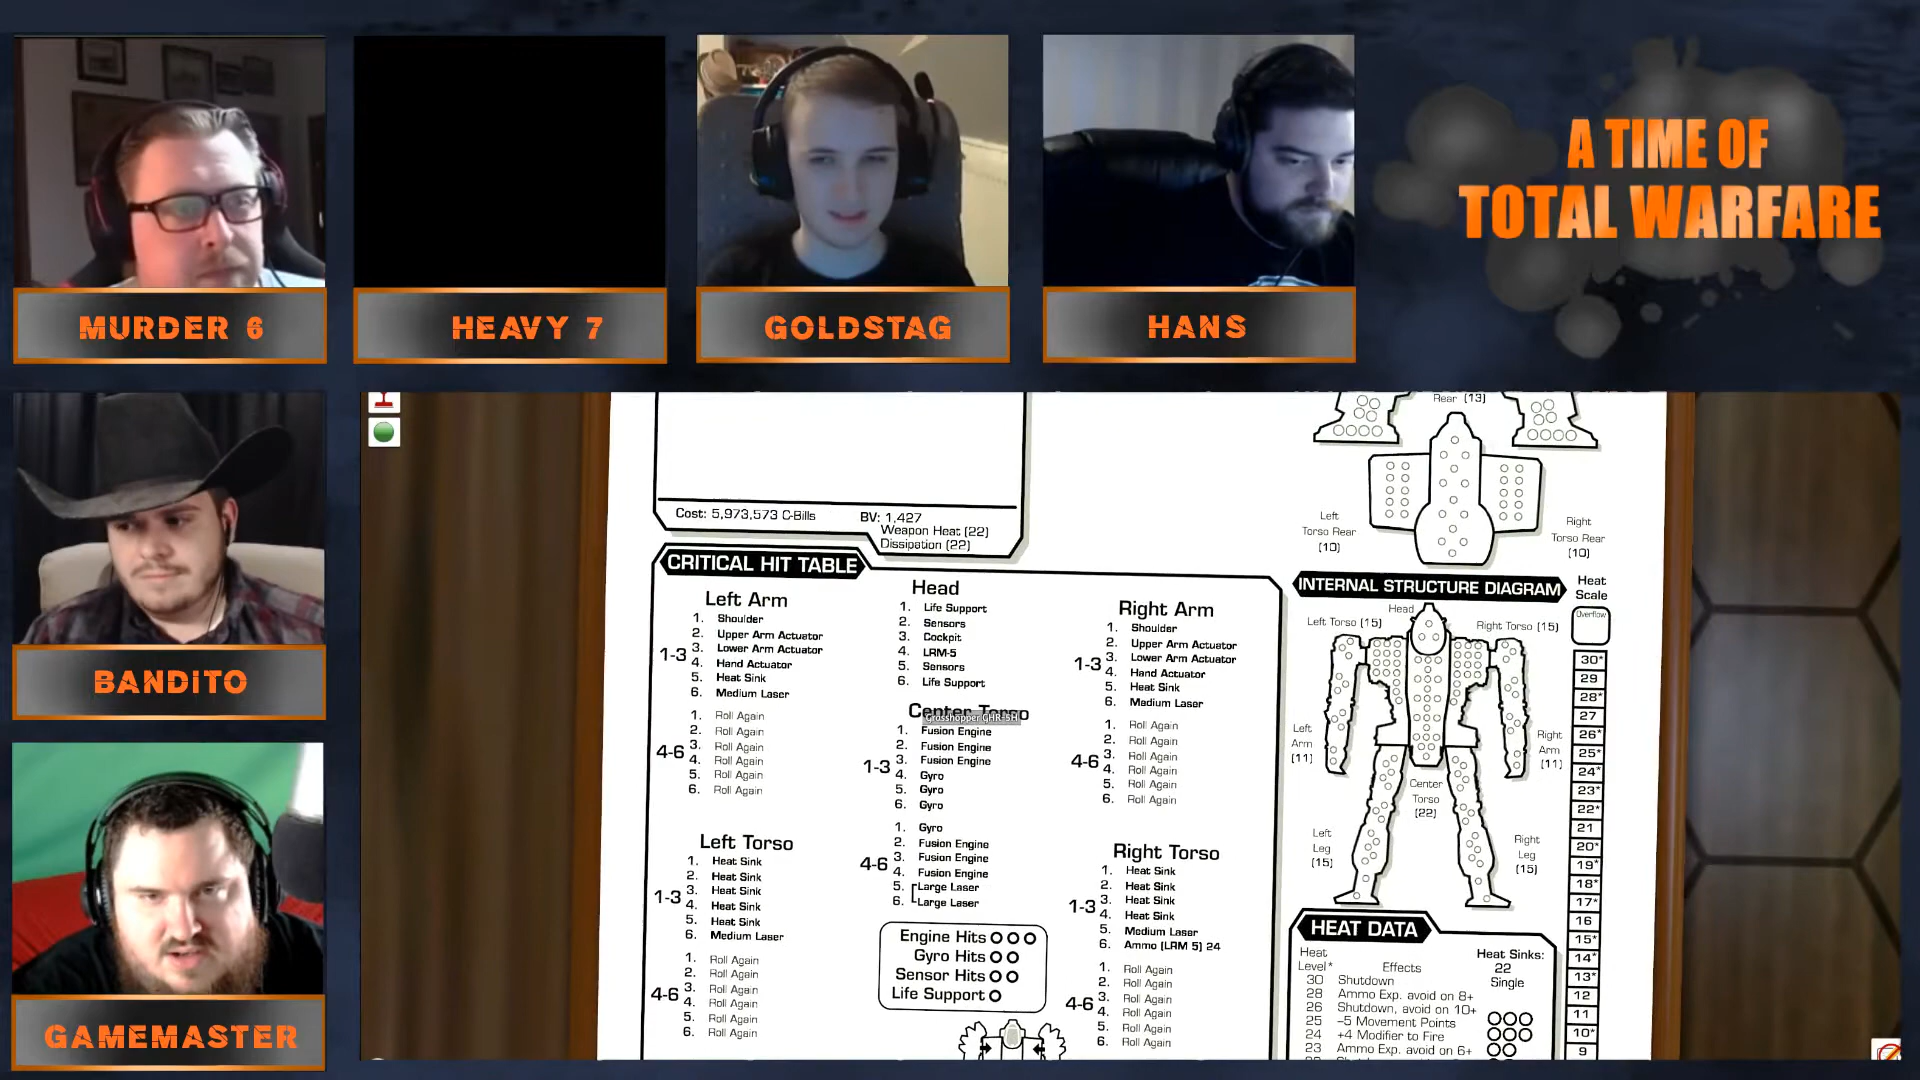 A TIME OF
TOTAL WARFARE
MURDER 6
HEAVY 7
GOLDSTAG
HANS
BANDITO
GAMEMASTER
Cost: 5,973,573 C-Bills
BV: 1,427
Weapon Heat (22)
Dissipation (22)
CRITICAL HIT TABLE
Left Arm
1-3
1. Shoulder
2. Upper Arm Actuator
3. Lower Arm Actuator
4. Hand Actuator
5. Heat Sink
6. Medium Laser
4-6
1. Roll Again
2. Roll Again
3. Roll Again
4. Roll Again
5. Roll Again
6. Roll Again
Left Torso
1-3
1. Heat Sink
2. Heat Sink
3. Heat Sink
4. Heat Sink
5. Heat Sink
6. Medium Laser
4-6
1. Roll Again
2. Roll Again
3. Roll Again
4. Roll Again
5. Roll Again
6. Roll Again
Head
1. Life Support
2. Sensors
3. Cockpit
4. LRM-5
5. Sensors
6. Life Support
Center Torso
Grasshopper GHR-5H
1-3
1. Fusion Engine
2. Fusion Engine
3. Fusion Engine
4. Gyro
5. Gyro
6. Gyro
4-6
1. Gyro
2. Fusion Engine
3. Fusion Engine
4. Fusion Engine
5. Large Laser
6. Large Laser
Engine Hits
Gyro Hits
Sensor Hits
Life Support
Right Arm
1-3
1. Shoulder
2. Upper Arm Actuator
3. Lower Arm Actuator
4. Hand Actuator
5. Heat Sink
6. Medium Laser
4-6
1. Roll Again
2. Roll Again
3. Roll Again
4. Roll Again
5. Roll Again
6. Roll Again
Right Torso
1-3
1. Heat Sink
2. Heat Sink
3. Heat Sink
4. Heat Sink
5. Medium Laser
6. Ammo (LRM 5) 24
4-6
1. Roll Again
2. Roll Again
3. Roll Again
4. Roll Again
5. Roll Again
6. Roll Again
Rear (13)
Left
Torso Rear
(10)
Right
Torso Rear
(10)
INTERNAL STRUCTURE DIAGRAM
Head
Left Torso (15)
Right Torso (15)
Left
Arm
(11)
Right
Arm
(11)
Center
Torso
(22)
Left
Leg
(15)
Right
Leg
(15)
Heat
Scale
Overflow
30*
29
28*
27
26*
25*
24*
23*
22*
21
20*
19*
18*
17*
16
15*
14*
13*
12
11
10*
9
HEAT DATA
Heat
Level*
Effects
Heat Sinks:
22
Single
30 Shutdown
28 Ammo Exp. avoid on 8+
26 Shutdown, avoid on 10+
25 –5 Movement Points
24 +4 Modifier to Fire
23 Ammo Exp. avoid on 6+